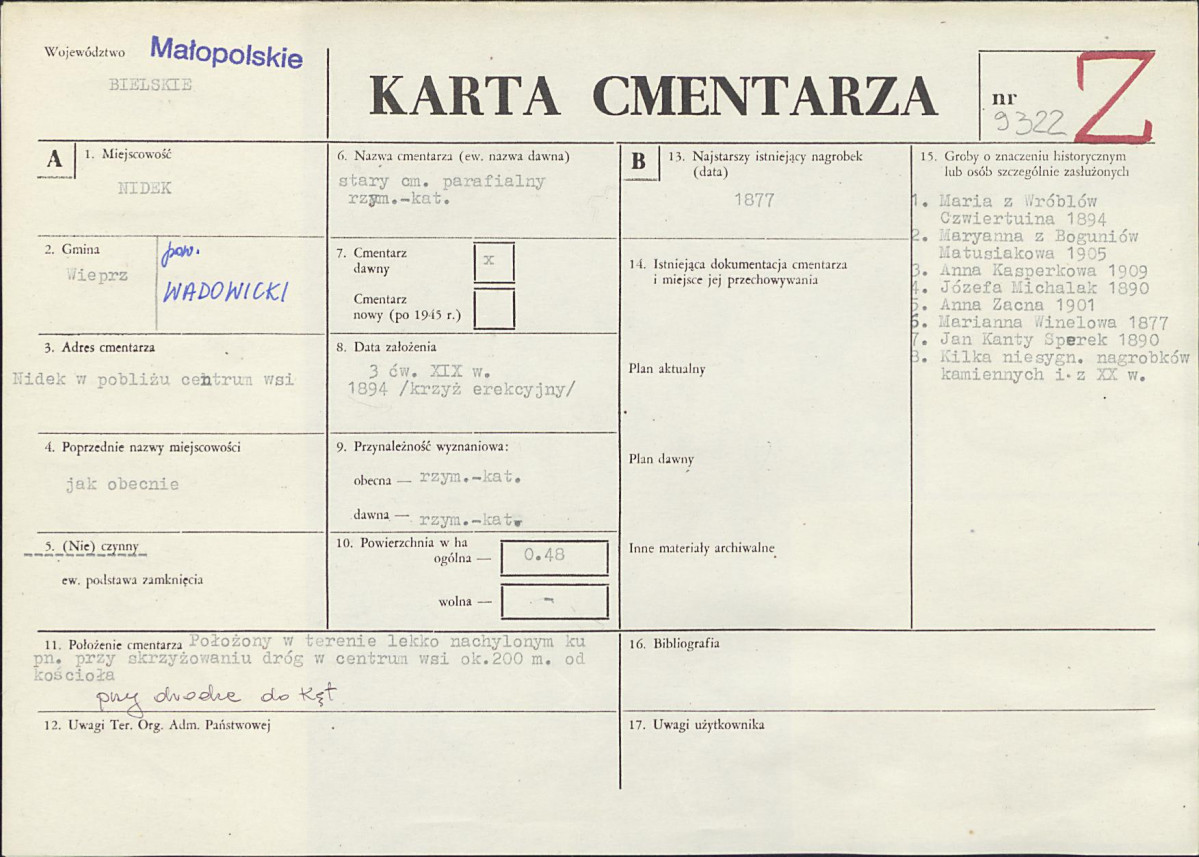 Województwo Małopolskie
BIELSKIE
KARTA CMENTARZA
nr
9322
Z
A
1. Miejscowość
NIDEK
2. Gmina
Wieprz
pow.
WADOWICKI
3. Adres cmentarza
Nidek w pobliżu centrum wsi
4. Poprzednie nazwy miejscowości
jak obecnie
5. (Nie) czynny
ew. podstawa zamknięcia
6. Nazwa cmentarza (ew. nazwa dawna)
stary cm. parafialny
rzym.-kat.
7. Cmentarz
dawny
x
Cmentarz
nowy (po 1945 r.)
8. Data założenia
3 ćw. XIX w.
1894 /krzyż erekcyjny/
9. Przynależność wyznaniowa:
obecna — rzym.-kat.
dawna — rzym.-kat.
10. Powierzchnia w ha
ogólna — 0.48
wolna — -
11. Położenie cmentarza Położony w terenie lekko nachylonym ku
pn. przy skrzyżowaniu dróg w centrum wsi ok.200 m. od
kościoła
przy drodze do Kęt
12. Uwagi Ter. Org. Adm. Państwowej
B
13. Najstarszy istniejący nagrobek
(data)
1877
14. Istniejąca dokumentacja cmentarza
i miejsce jej przechowywania
Plan aktualny
Plan dawny
Inne materiały archiwalne
15. Groby o znaczeniu historycznym
lub osób szczególnie zasłużonych
1. Maria z Wróblów
Czwiertuina 1894
2. Maryanna z Boguniów
Matusiakowa 1905
3. Anna Kasperkowa 1909
4. Józefa Michalak 1890
5. Anna Zacna 1901
6. Marianna Winelowa 1877
7. Jan Kanty Sperek 1890
8. Kilka niesygn. nagrobków
kamiennych i. z XX w.
16. Bibliografia
17. Uwagi użytkownika